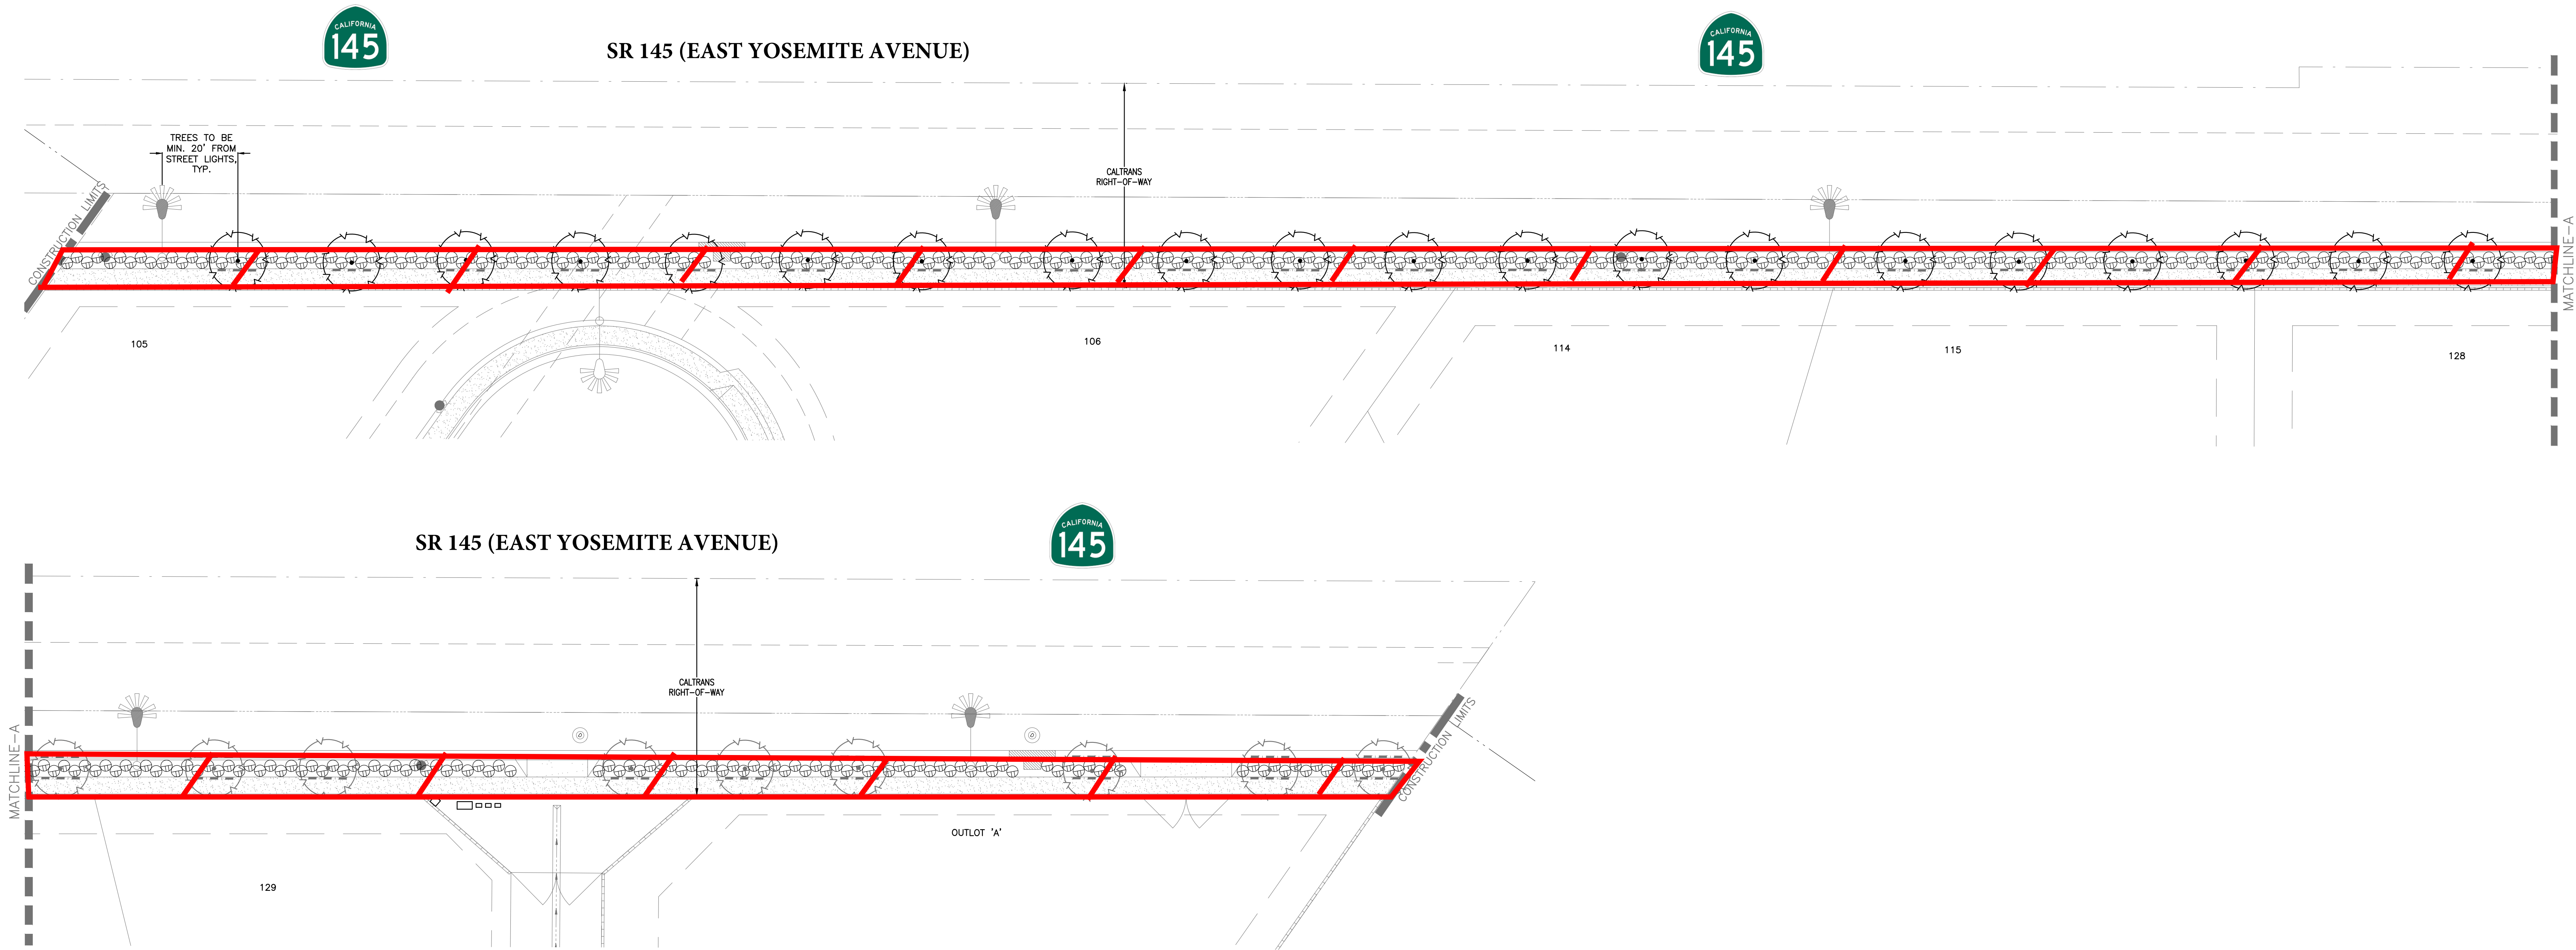 CALIFORNIA
145
SR 145 (EAST YOSEMITE AVENUE)
CALIFORNIA
145
TREES TO BE
MIN. 20' FROM
STREET LIGHTS,
TYP.
CALTRANS
RIGHT-OF-WAY
CONSTRUCTION LIMITS
MATCHLINE-A
105
106
114
115
128
SR 145 (EAST YOSEMITE AVENUE)
CALIFORNIA
145
CALTRANS
RIGHT-OF-WAY
MATCHLINE-A
CONSTRUCTION LIMITS
OUTLOT 'A'
129